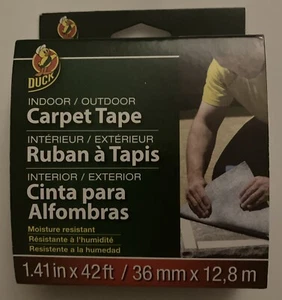 DUCK
INDOOR / OUTDOOR
Carpet Tape
INTÉRIEUR / EXTÉRIEUR
Ruban à Tapis
INTERIOR / EXTERIOR
Cinta para
Alfombras
Moisture resistant
Résistante à l'humidité
Resistente a la humedad
1.41 in x 42 ft / 36 mm x 12,8 m